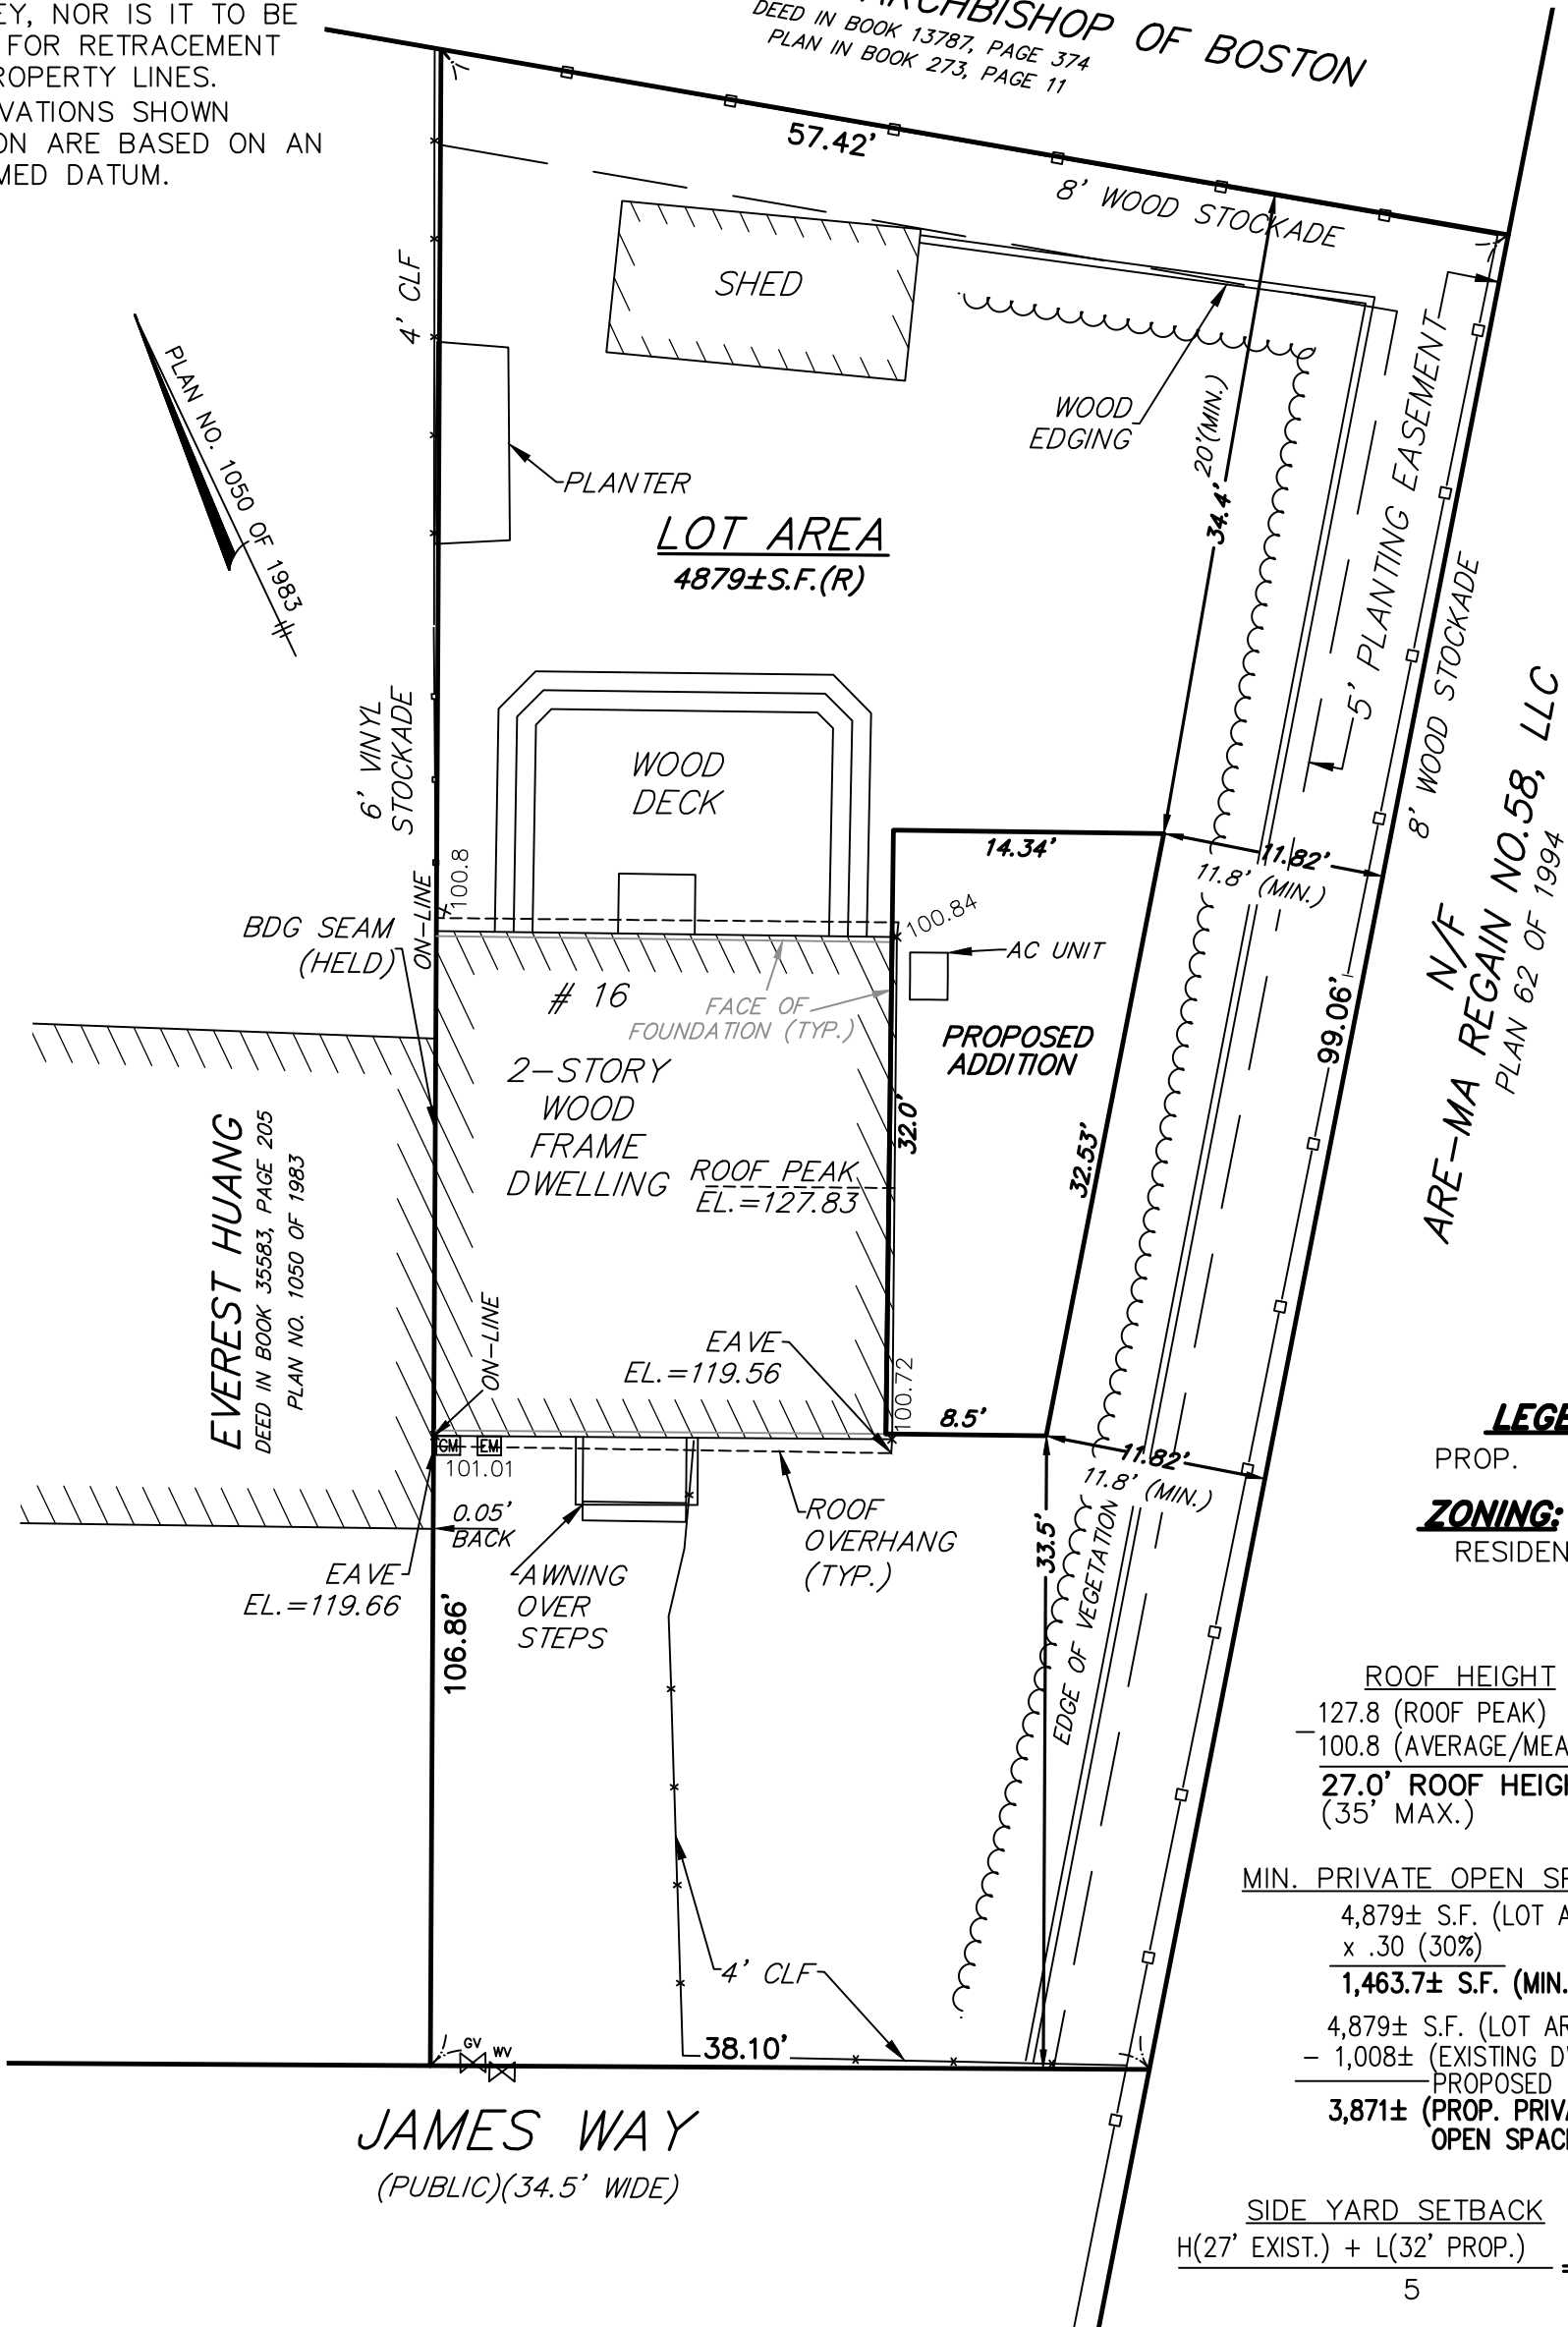 EY, NOR IS IT TO BE
FOR RETRACEMENT
ROPERTY LINES.
VATIONS SHOWN
ON ARE BASED ON AN
MED DATUM.
ARCHBISHOP OF BOSTON
DEED IN BOOK 13787, PAGE 374
PLAN IN BOOK 273, PAGE 11
57.42'
8' WOOD STOCKADE
4' CLF
SHED
PLAN NO. 1050 OF 1983
WOOD
EDGING
20'(MIN.)
34.4'
5' PLANTING EASEMENT
PLANTER
LOT AREA
4879±S.F.(R)
8' WOOD STOCKADE
6' VINYL
STOCKADE
WOOD
DECK
N/F
ARE-MA REGAIN NO.58, LLC
PLAN 62 OF 1994
14.34'
11.82'
11.8' (MIN.)
100.8
ON-LINE
BDG SEAM
(HELD)
100.84
AC UNIT
# 16
FACE OF
FOUNDATION (TYP.)
PROPOSED
ADDITION
99.06'
2-STORY
WOOD
FRAME
DWELLING
32.0'
32.53'
ROOF PEAK
EL.=127.83
EVEREST HUANG
DEED IN BOOK 35583, PAGE 205
PLAN NO. 1050 OF 1983
ON-LINE
EAVE
EL.=119.56
100.72
8.5'
11.82'
11.8' (MIN.)
GM
EM
101.01
0.05'
BACK
EAVE
EL.=119.66
AWNING
OVER
STEPS
ROOF
OVERHANG
(TYP.)
33.5'
EDGE OF VEGETATION
106.86'
LEGE
PROP.
ZONING:
RESIDEN
ROOF HEIGHT
127.8 (ROOF PEAK)
— 100.8 (AVERAGE/MEA
27.0' ROOF HEIGH
(35' MAX.)
MIN. PRIVATE OPEN SP
4,879± S.F. (LOT A
x .30 (30%)
1,463.7± S.F. (MIN.
4,879± S.F. (LOT AR
- 1,008± (EXISTING D
PROPOSED
3,871± (PROP. PRIVA
OPEN SPAC
4' CLF
38.10'
GV
WV
JAMES WAY
(PUBLIC)(34.5' WIDE)
SIDE YARD SETBACK
H(27' EXIST.) + L(32' PROP.) =
5